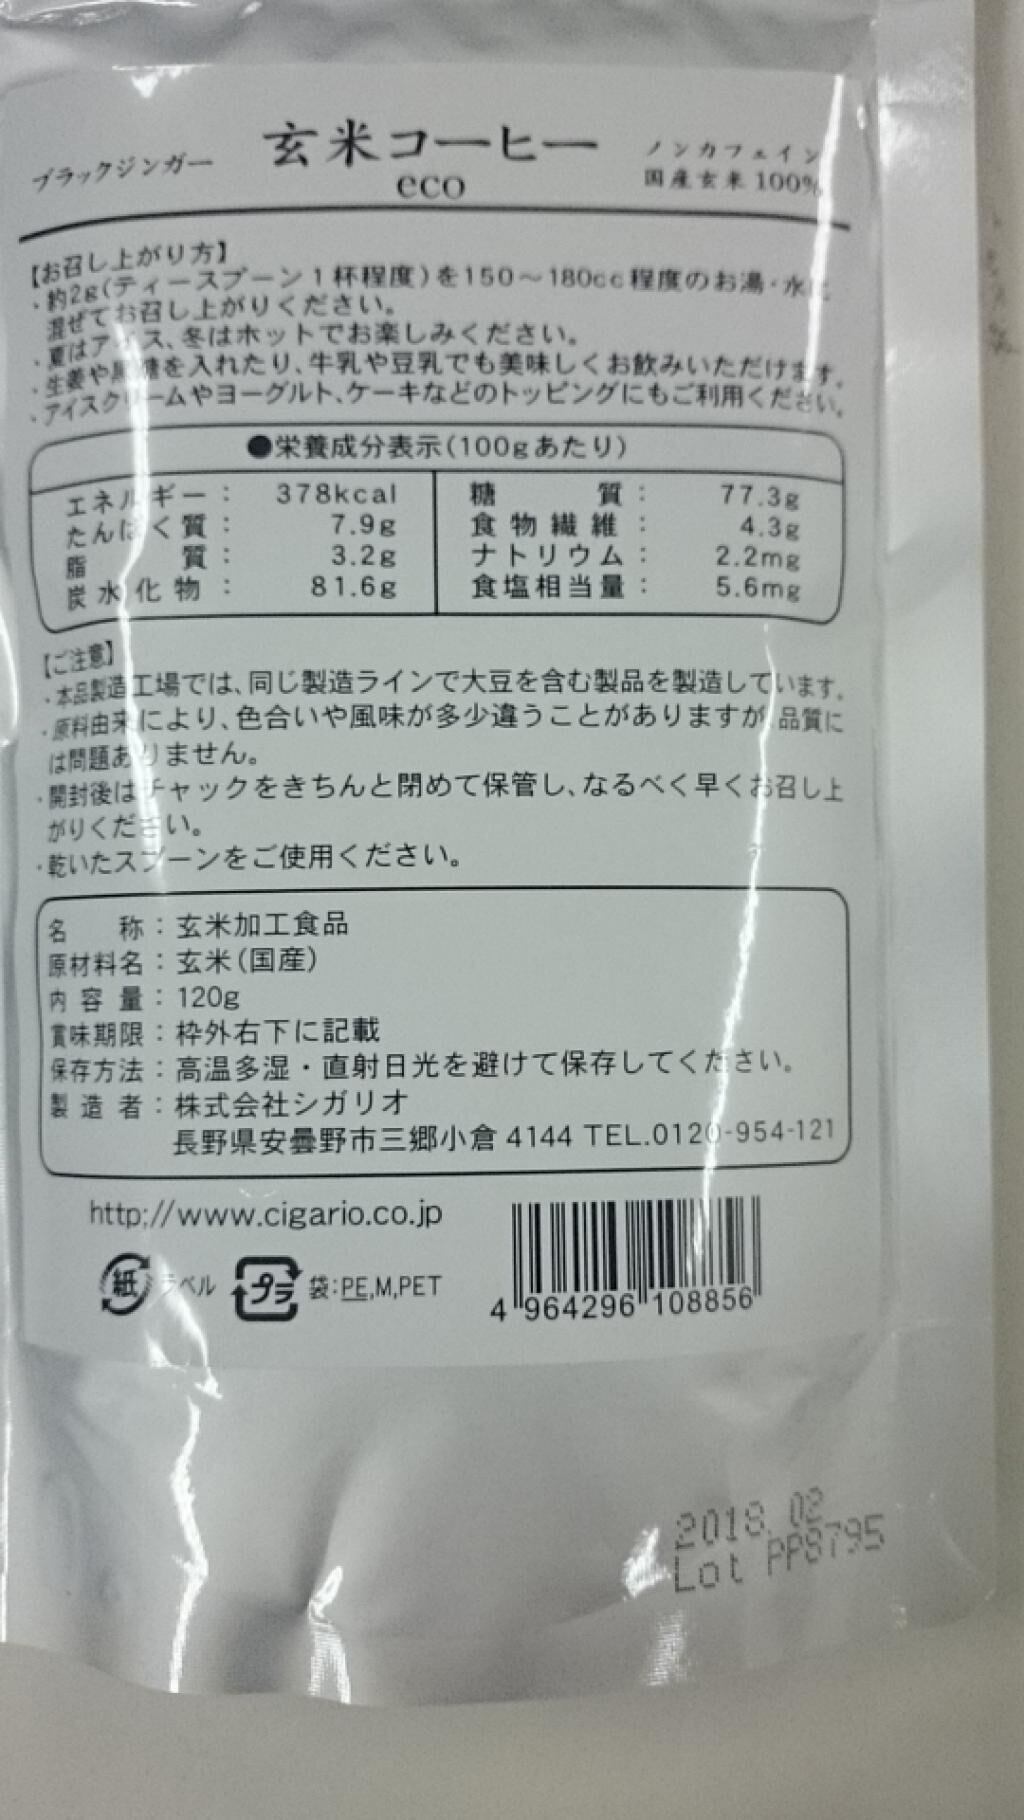 ブラックジンガー
玄米コーヒー
eco
ノンカフェイン
国産玄米 100%
【お召し上がり方】
・約2g(ティースプーン1杯程度)を150～180cc程度のお湯・水に
混ぜてお召し上がりください。
・夏はアイス、冬はホットでお楽しみください。
・生姜や黒糖を入れたり、牛乳や豆乳でも美味しくお飲みいただけます。
・アイスクリームやヨーグルト、ケーキなどのトッピングにもご利用ください。
●栄養成分表示(100gあたり)
エネルギー： 378kcal
たんぱく質： 7.9g
脂 質： 3.2g
炭水化物： 81.6g
糖 質： 77.3g
食物繊維： 4.3g
ナトリウム： 2.2mg
食塩相当量： 5.6mg
【ご注意】
・本品製造工場では、同じ製造ラインで大豆を含む製品を製造しています。
・原料由来により、色合いや風味が多少違うことがありますが、品質に
は問題ありません。
・開封後はチャックをきちんと閉めて保管し、なるべく早くお召し上
がりください。
・乾いたスプーンをご使用ください。
名 称：玄米加工食品
原材料名：玄米(国産)
内容量：120g
賞味期限：枠外右下に記載
保存方法：高温多湿・直射日光を避けて保存してください。
製造者：株式会社シガリオ
長野県安曇野市三郷小倉 4144 TEL.0120-954-121
http://www.cigario.co.jp
紙 ラベル プラ 袋:PE,M,PET
4 964296 108856
2018.02
Lot PP8795